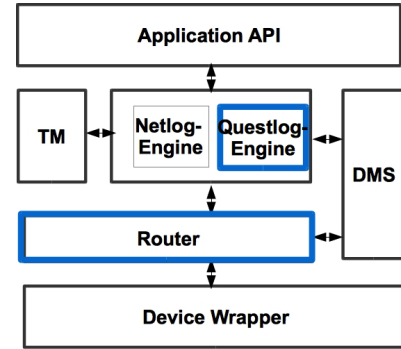 Application API
TM
Netlog-
Engine
Questlog-
Engine
DMS
Router
Device Wrapper